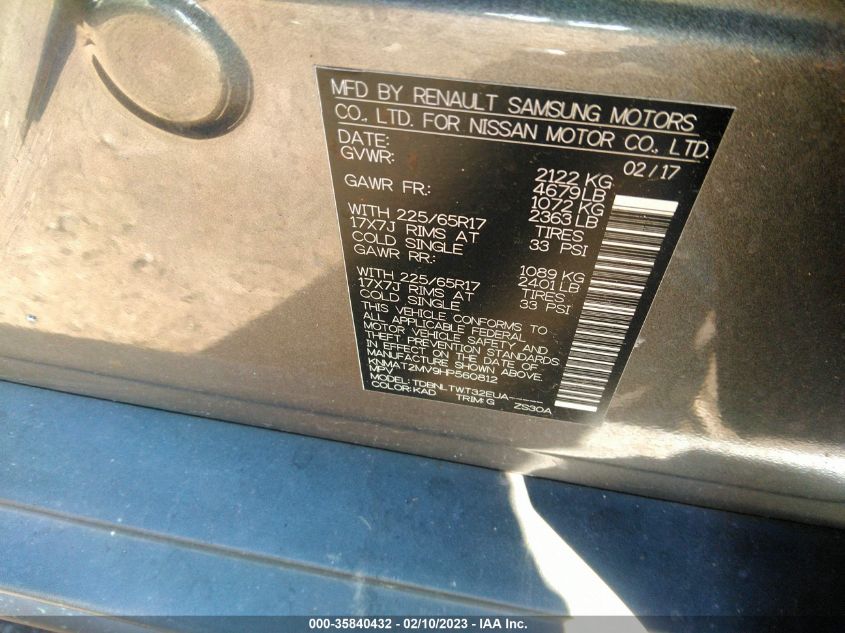 MFD BY RENAULT SAMSUNG MOTORS
CO., LTD. FOR NISSAN MOTOR CO., LTD.
DATE: 02/17
GVWR: 2122 KG
4679 LB
GAWR FR.: 1072 KG
2363 LB
WITH 225/65R17 TIRES
17X7J RIMS AT 33 PSI
COLD SINGLE
GAWR RR.: 1089 KG
2401 LB
WITH 225/65R17 TIRES
17X7J RIMS AT 33 PSI
COLD SINGLE
THIS VEHICLE CONFORMS TO
ALL APPLICABLE FEDERAL
MOTOR VEHICLE SAFETY AND
THEFT PREVENTION STANDARDS
IN EFFECT ON THE DATE OF
MANUFACTURE SHOWN ABOVE.
KNMAT2MV9HP560812
MPV
MODEL: TDBNLTWT32EUA-----
COLOR: KAD TRIM: G ZS30A
000-35840432 - 02/10/2023 - IAA Inc.